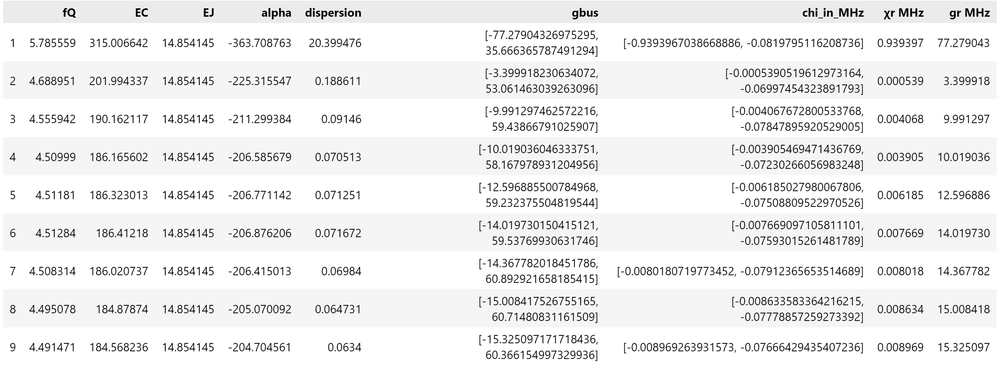 fQ EC EJ alpha dispersion gbus chi_in_MHz χr MHz gr MHz
1 5.785559 315.006642 14.854145 -363.708763 20.399476 [-77.27904326975295, 35.666365787491294] [-0.9393967038668886, -0.0819795116208736] 0.939397 77.279043
2 4.688951 201.994337 14.854145 -225.315547 0.188611 [-3.399918230634072, 53.061463039263096] [-0.0005390519612973164, -0.06997454323891793] 0.000539 3.399918
3 4.555942 190.162117 14.854145 -211.299384 0.09146 [-9.991297462572216, 59.43866791025907] [-0.004067672800533768, -0.07847895920529005] 0.004068 9.991297
4 4.50999 186.165602 14.854145 -206.585679 0.070513 [-10.019036046333751, 58.167978931204956] [-0.003905469471436769, -0.07230266056983248] 0.003905 10.019036
5 4.51181 186.323013 14.854145 -206.771142 0.071251 [-12.596885500784968, 59.232375504819544] [-0.006185027980067806, -0.07508809522970526] 0.006185 12.596886
6 4.51284 186.41218 14.854145 -206.876206 0.071672 [-14.019730150415121, 59.53769930631746] [-0.007669097105811101, -0.07593015261481789] 0.007669 14.019730
7 4.508314 186.020737 14.854145 -206.415013 0.06984 [-14.367782018451786, 60.892921658185415] [-0.0080180719773452, -0.07912365653514689] 0.008018 14.367782
8 4.495078 184.87874 14.854145 -205.070092 0.064731 [-15.008417526755165, 60.71480831161509] [-0.008633583364216215, -0.07778857259273392] 0.008634 15.008418
9 4.491471 184.568236 14.854145 -204.704561 0.0634 [-15.325097171718436, 60.366154997329936] [-0.008969263931573, -0.07666429435407236] 0.008969 15.325097